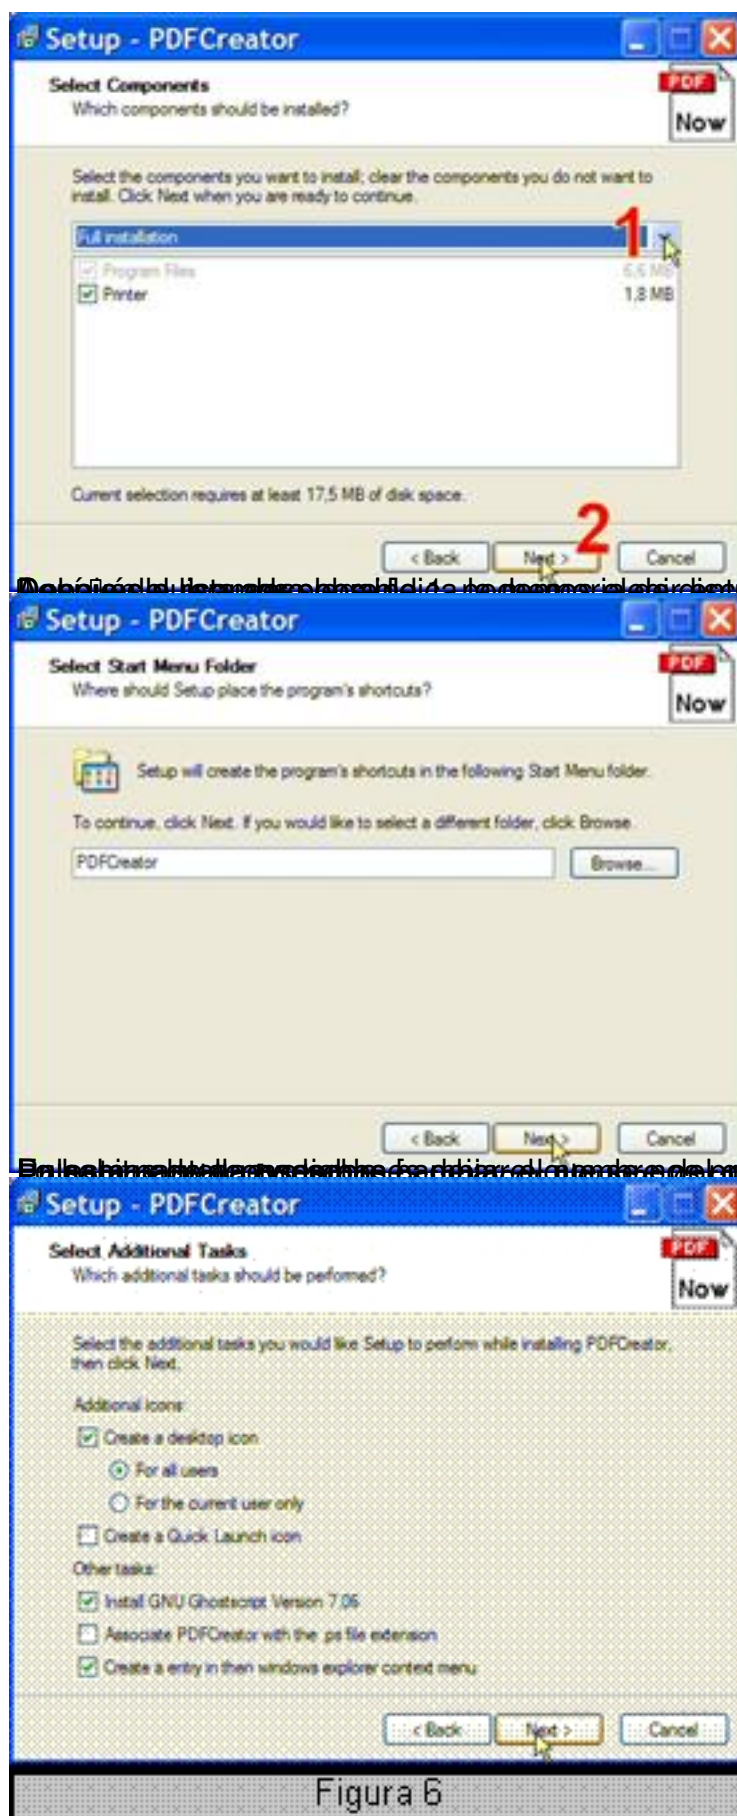 Setup - PDFCreator
Select Components
Which components should be installed?
PDF
Now
Select the components you want to install; clear the components you do not want to
install. Click Next when you are ready to continue.
Full installation
1
Program Files 6,6 MB
Printer 1,8 MB
Current selection requires at least 17,5 MB of disk space.
2
< Back Next > Cancel
Setup - PDFCreator
Select Start Menu Folder
Where should Setup place the program's shortcuts?
PDF
Now
Setup will create the program's shortcuts in the following Start Menu folder.
To continue, click Next. If you would like to select a different folder, click Browse.
PDFCreator Browse...
< Back Next > Cancel
Setup - PDFCreator
Select Additional Tasks
Which additional tasks should be performed?
PDF
Now
Select the additional tasks you would like Setup to perform while installing PDFCreator,
then click Next.
Additional icons:
Create a desktop icon
For all users
For the current user only
Create a Quick Launch icon
Other tasks:
Install GNU Ghostscript Version 7.06
Associate PDFCreator with the .ps file extension
Create a entry in then windows explorer context menu
< Back Next > Cancel
Figura 6